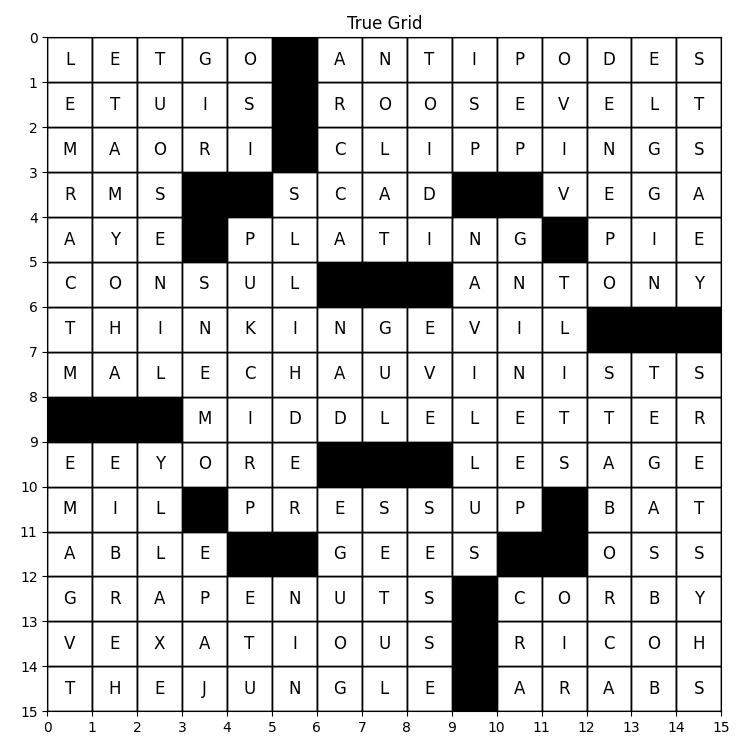 True Grid
0 L E T G O A N T I P O D E S
1 E T U I S R O O S E V E L T
2 M A O R I C L I P P I N G S
3 R M S S C A D V E G A
4 A Y E P L A T I N G P I E
5 C O N S U L A N T O N Y
6 T H I N K I N G E V I L
7 M A L E C H A U V I N I S T S
8 M I D D L E L E T T E R
9 E E Y O R E L E S A G E
10 M I L P R E S S U P B A T
11 A B L E G E E S O S S
12 G R A P E N U T S C O R B Y
13 V E X A T I O U S R I C O H
14 T H E J U N G L E A R A B S
15
0 1 2 3 4 5 6 7 8 9 10 11 12 13 14 15